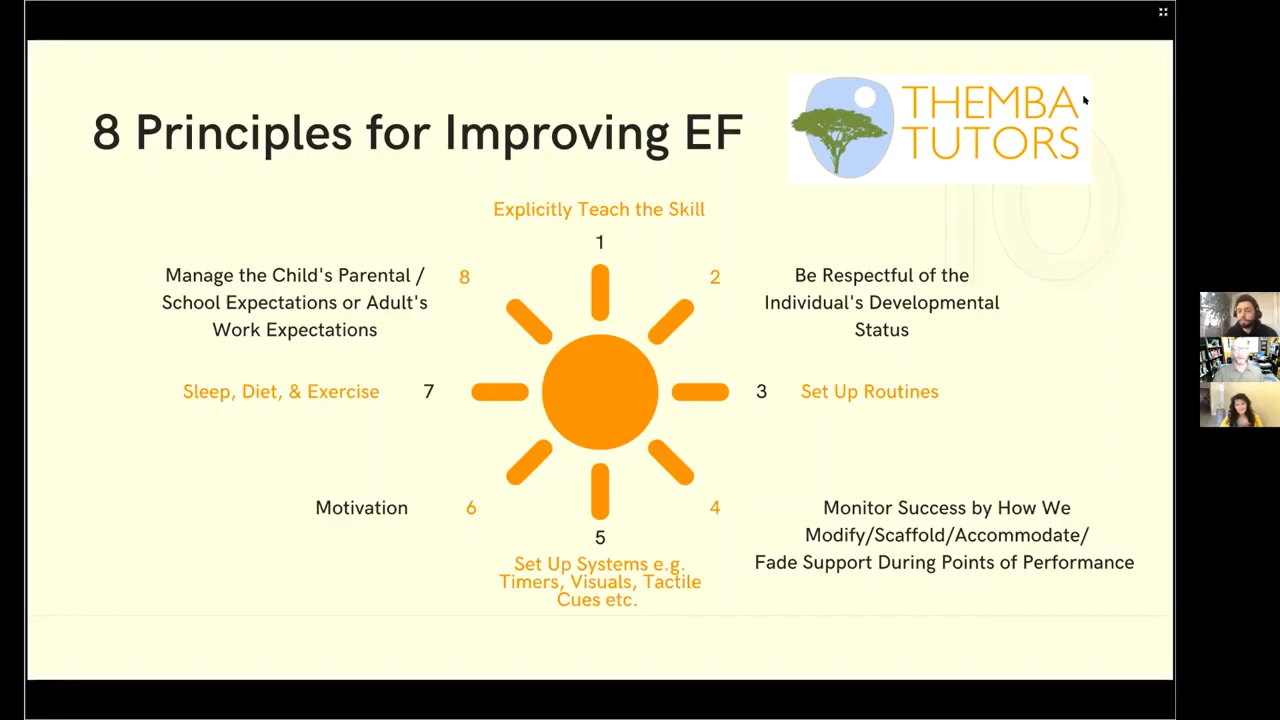 8 Principles for Improving EF
THEMBA
TUTORS
Explicitly Teach the Skill
1
2
Be Respectful of the
Individual's Developmental
Status
3
Set Up Routines
4
Monitor Success by How We
Modify/Scaffold/Accommodate/
Fade Support During Points of Performance
5
Set Up Systems e.g.
Timers, Visuals, Tactile
Cues etc.
6
Motivation
7
Sleep, Diet, & Exercise
8
Manage the Child's Parental /
School Expectations or Adult's
Work Expectations
10